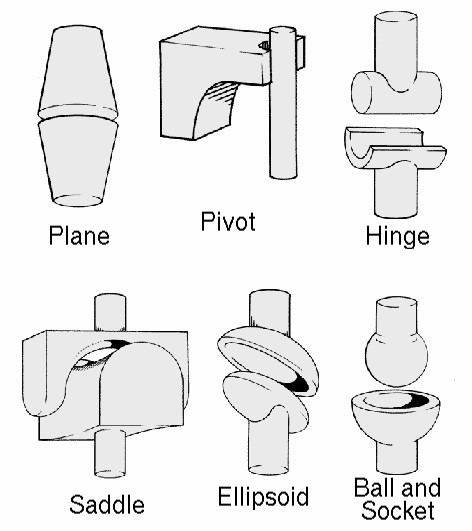 Plane
Pivot
Hinge
Saddle
Ellipsoid
Ball and
Socket